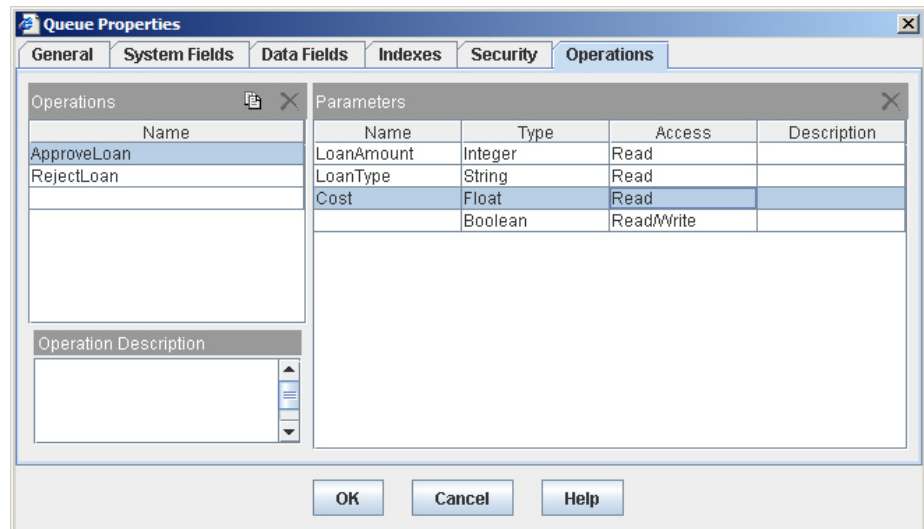 Queue Properties
General System Fields Data Fields Indexes Security Operations
Operations
Name
ApproveLoan
RejectLoan
Operation Description
Parameters
Name Type Access Description
LoanAmount Integer Read
LoanType String Read
Cost Float Read
Boolean Read/Write
OK Cancel Help